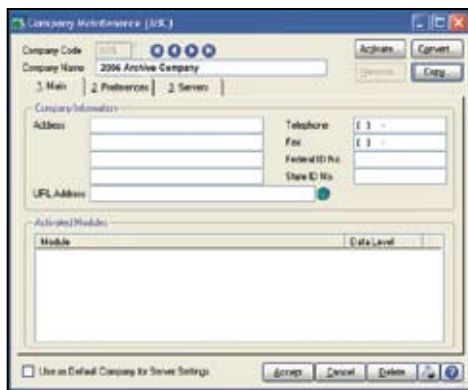 Company Maintenance
Company Code
Activate...
Convert...
Company Name 2006 Archive Company
Remove
Copy...
1. Main 2. Preferences 3. Servers
Company Information
Address
Telephone ( ) -
Fax ( ) -
Federal ID No.
State ID No.
URL Address
Activated Modules
Module Data Level
Use as Default Company for Server Settings
Accept Cancel Delete